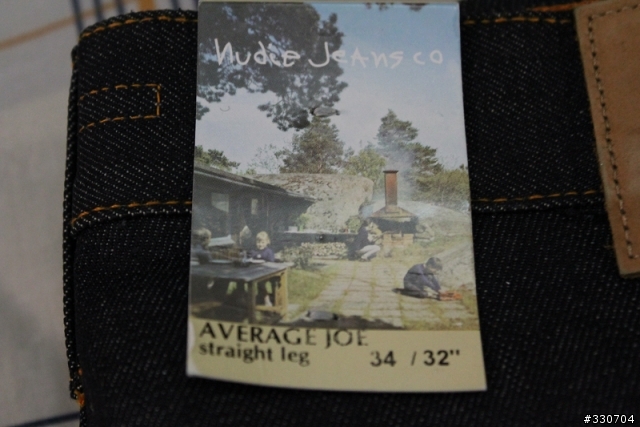 Nudie Jeans co
AVERAGE JOE
straight leg
34 / 32"
#330704